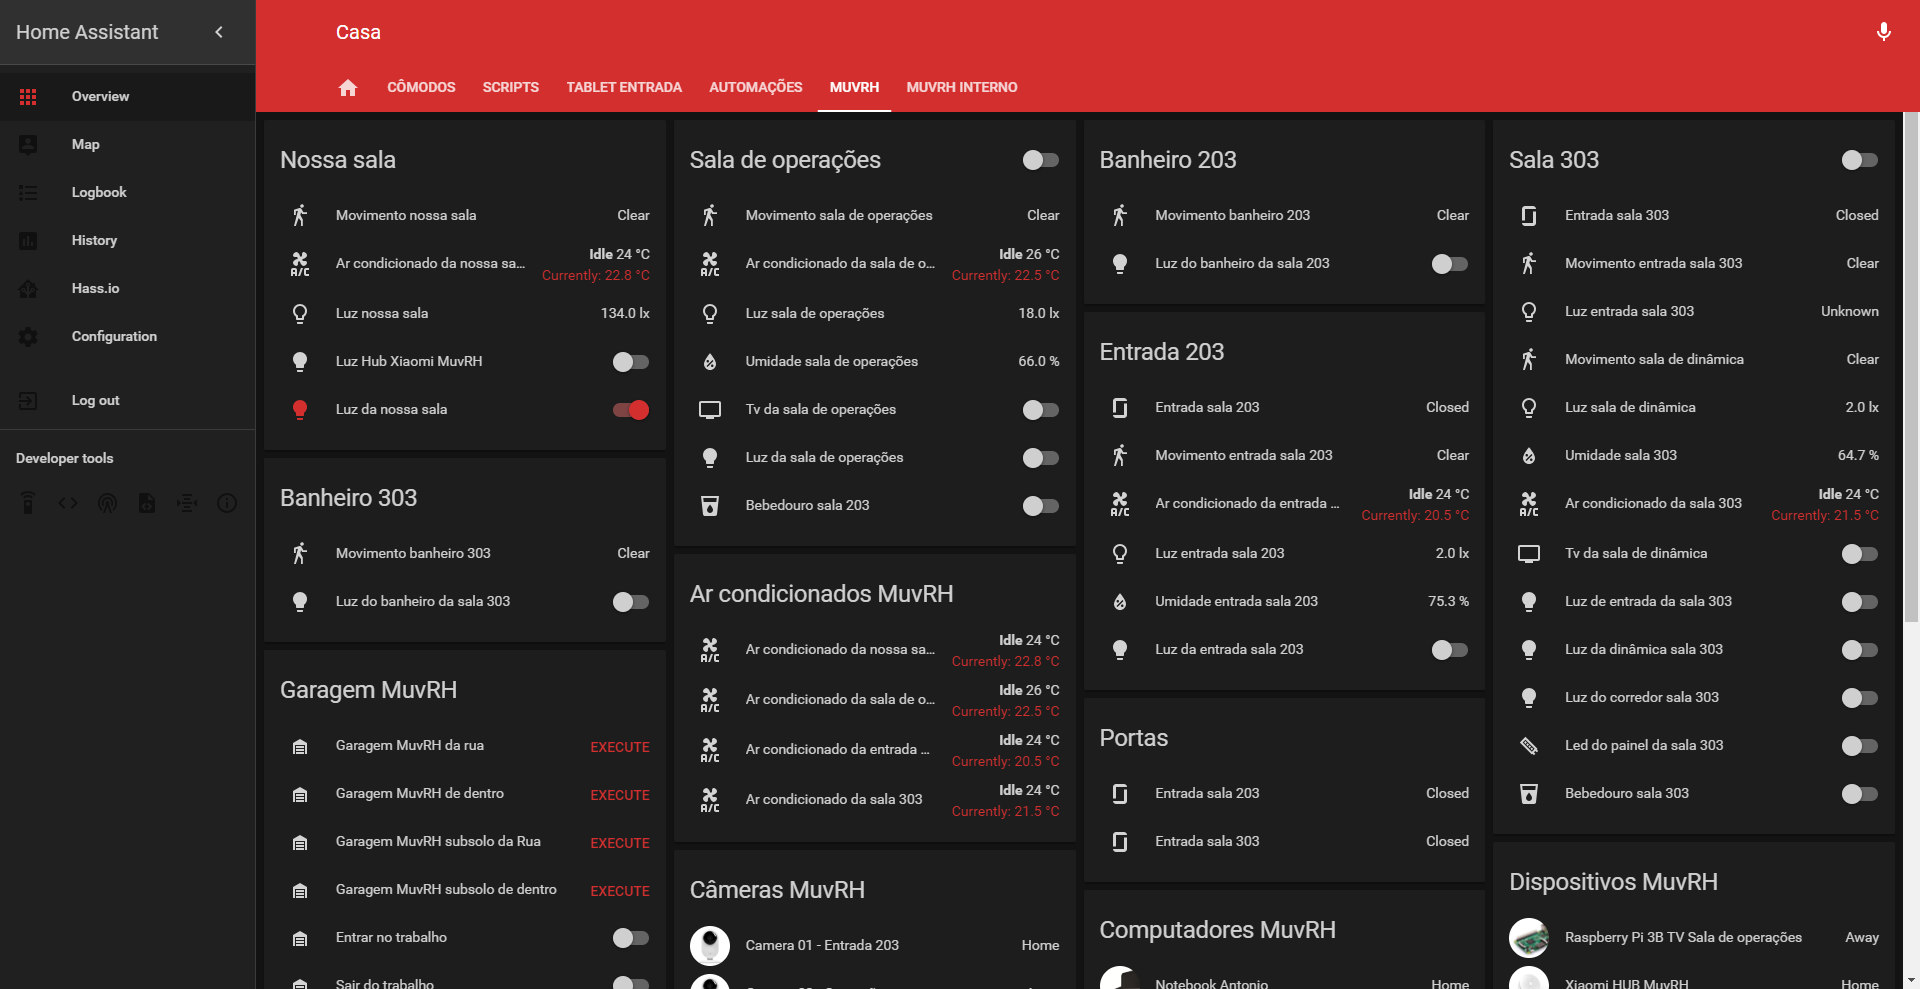 Home Assistant
Overview
Map
Logbook
History
Hass.io
Configuration
Log out
Developer tools
Casa
CÔMODOS SCRIPTS TABLET ENTRADA AUTOMAÇÕES MUVRH MUVRH INTERNO
Nossa sala
Movimento nossa sala Clear
Ar condicionado da nossa sa... Idle 24 °C
Currently: 22.8 °C
Luz nossa sala 134.0 lx
Luz Hub Xiaomi MuvRH
Luz da nossa sala
Banheiro 303
Movimento banheiro 303 Clear
Luz do banheiro da sala 303
Garagem MuvRH
Garagem MuvRH da rua EXECUTE
Garagem MuvRH de dentro EXECUTE
Garagem MuvRH subsolo da Rua EXECUTE
Garagem MuvRH subsolo de dentro EXECUTE
Entrar no trabalho
Sair do trabalho
Sala de operações
Movimento sala de operações Clear
Ar condicionado da sala de o... Idle 26 °C
Currently: 22.5 °C
Luz sala de operações 18.0 lx
Umidade sala de operações 66.0 %
Tv da sala de operações
Luz da sala de operações
Bebedouro sala 203
Ar condicionados MuvRH
Ar condicionado da nossa sa... Idle 24 °C
Currently: 22.8 °C
Ar condicionado da sala de o... Idle 26 °C
Currently: 22.5 °C
Ar condicionado da entrada ... Idle 24 °C
Currently: 20.5 °C
Ar condicionado da sala 303 Idle 24 °C
Currently: 21.5 °C
Câmeras MuvRH
Camera 01 - Entrada 203 Home
Banheiro 203
Movimento banheiro 203 Clear
Luz do banheiro da sala 203
Entrada 203
Entrada sala 203 Closed
Movimento entrada sala 203 Clear
Ar condicionado da entrada ... Idle 24 °C
Currently: 20.5 °C
Luz entrada sala 203 2.0 lx
Umidade entrada sala 203 75.3 %
Luz da entrada sala 203
Portas
Entrada sala 203 Closed
Entrada sala 303 Closed
Computadores MuvRH
Notebook Antonio Home
Sala 303
Entrada sala 303 Closed
Movimento entrada sala 303 Clear
Luz entrada sala 303 Unknown
Movimento sala de dinâmica Clear
Luz sala de dinâmica 2.0 lx
Umidade sala 303 64.7 %
Ar condicionado da sala 303 Idle 24 °C
Currently: 21.5 °C
Tv da sala de dinâmica
Luz de entrada da sala 303
Luz da dinâmica sala 303
Luz do corredor sala 303
Led do painel da sala 303
Bebedouro sala 303
Dispositivos MuvRH
Raspberry Pi 3B TV Sala de operações Away
Xiaomi HUB MuvRH Home